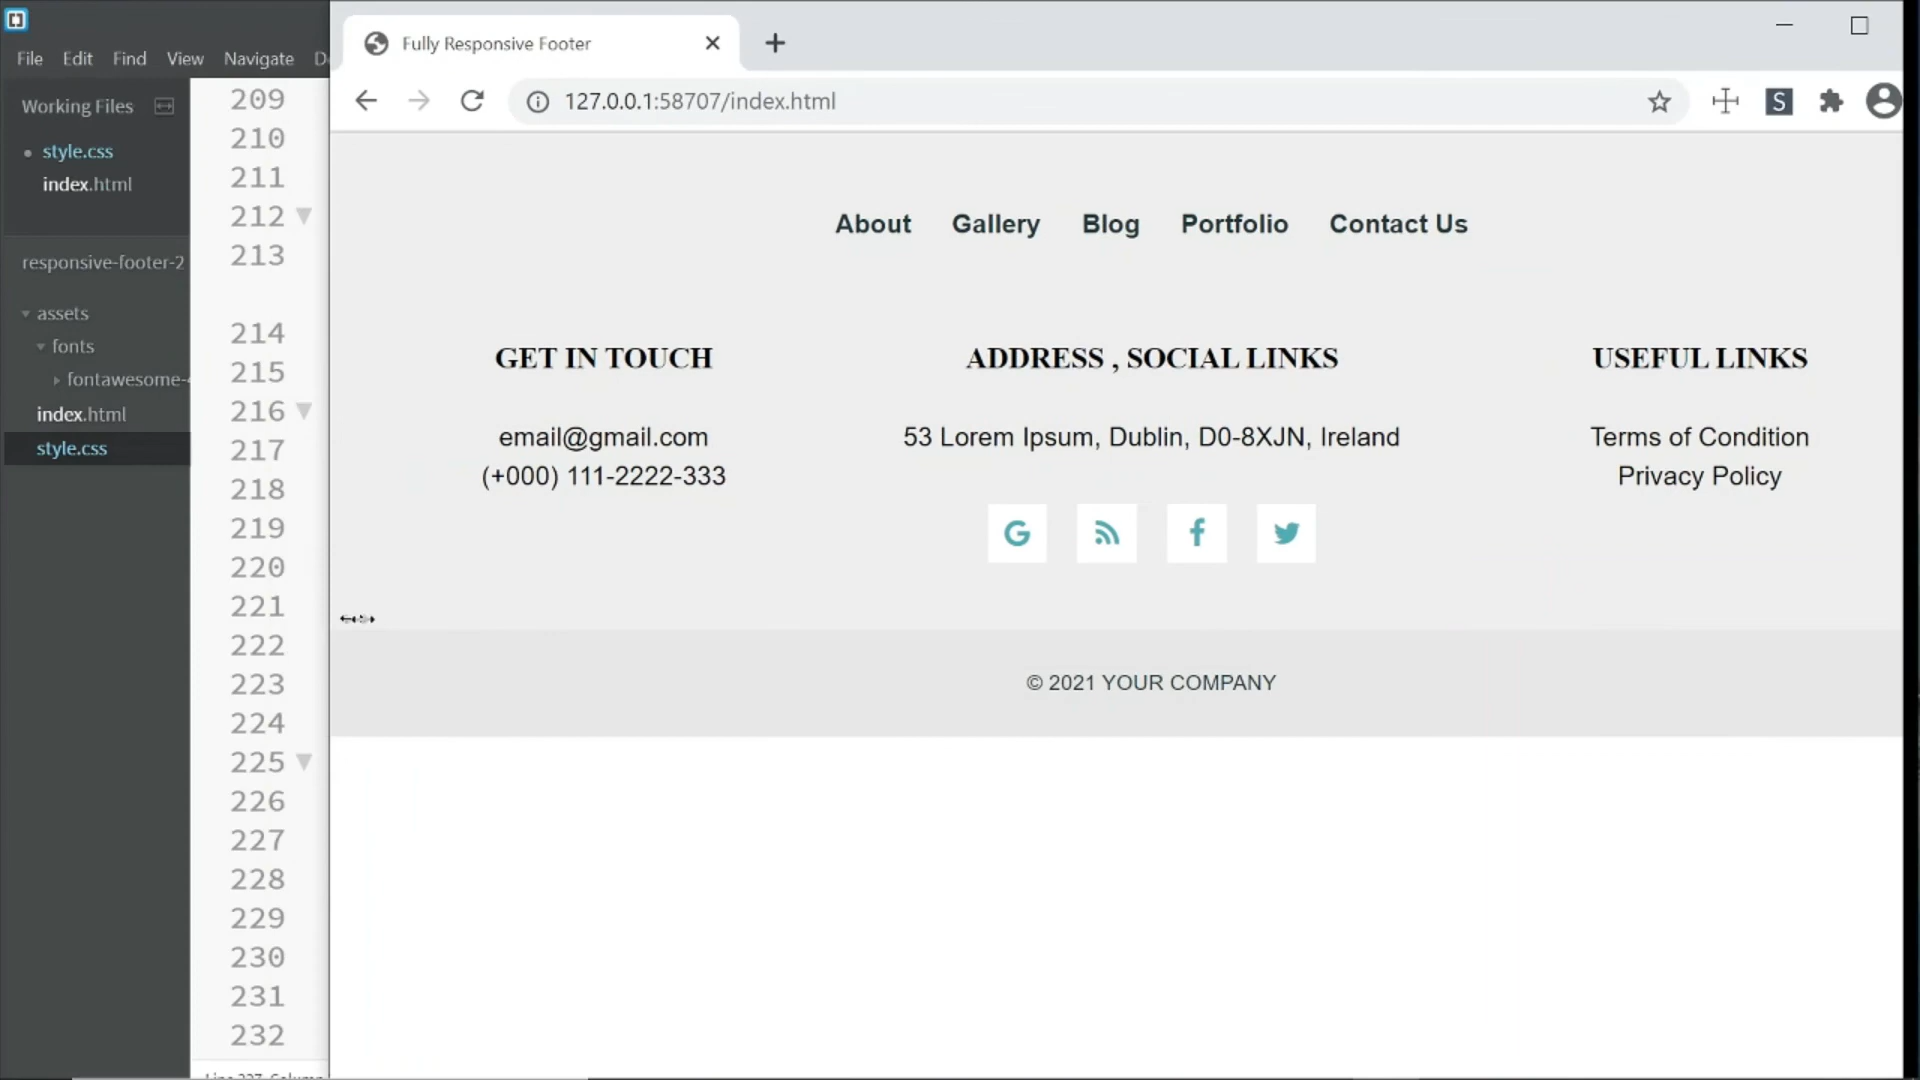 Fully Responsive Footer
File Edit Find View Navigate
127.0.0.1:58707/index.html
S
Working Files
style.css
index.html
responsive-footer-2
assets
fonts
fontawesome-
index.html
style.css
209
210
211
212
213
214
215
216
217
218
219
220
221
222
223
224
225
226
227
228
229
230
231
232
About Gallery Blog Portfolio Contact Us
GET IN TOUCH
email@gmail.com
(+000) 111-2222-333
ADDRESS , SOCIAL LINKS
53 Lorem Ipsum, Dublin, D0-8XJN, Ireland
USEFUL LINKS
Terms of Condition
Privacy Policy
© 2021 YOUR COMPANY